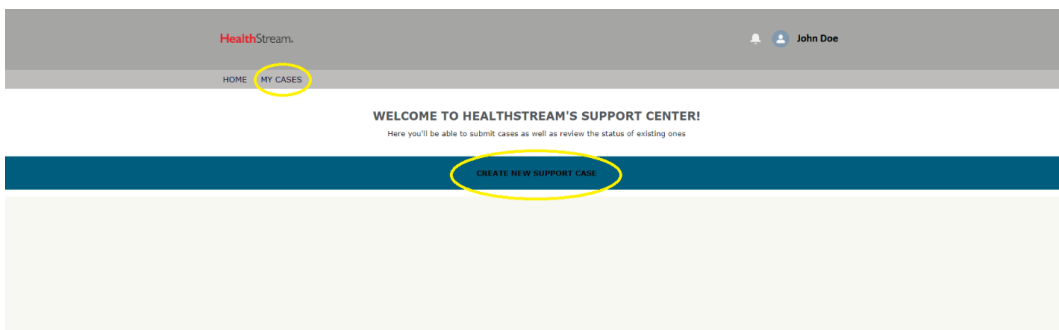 HealthStream.
John Doe
HOME MY CASES
WELCOME TO HEALTHSTREAM'S SUPPORT CENTER!
Here you'll be able to submit cases as well as review the status of existing ones
CREATE NEW SUPPORT CASE